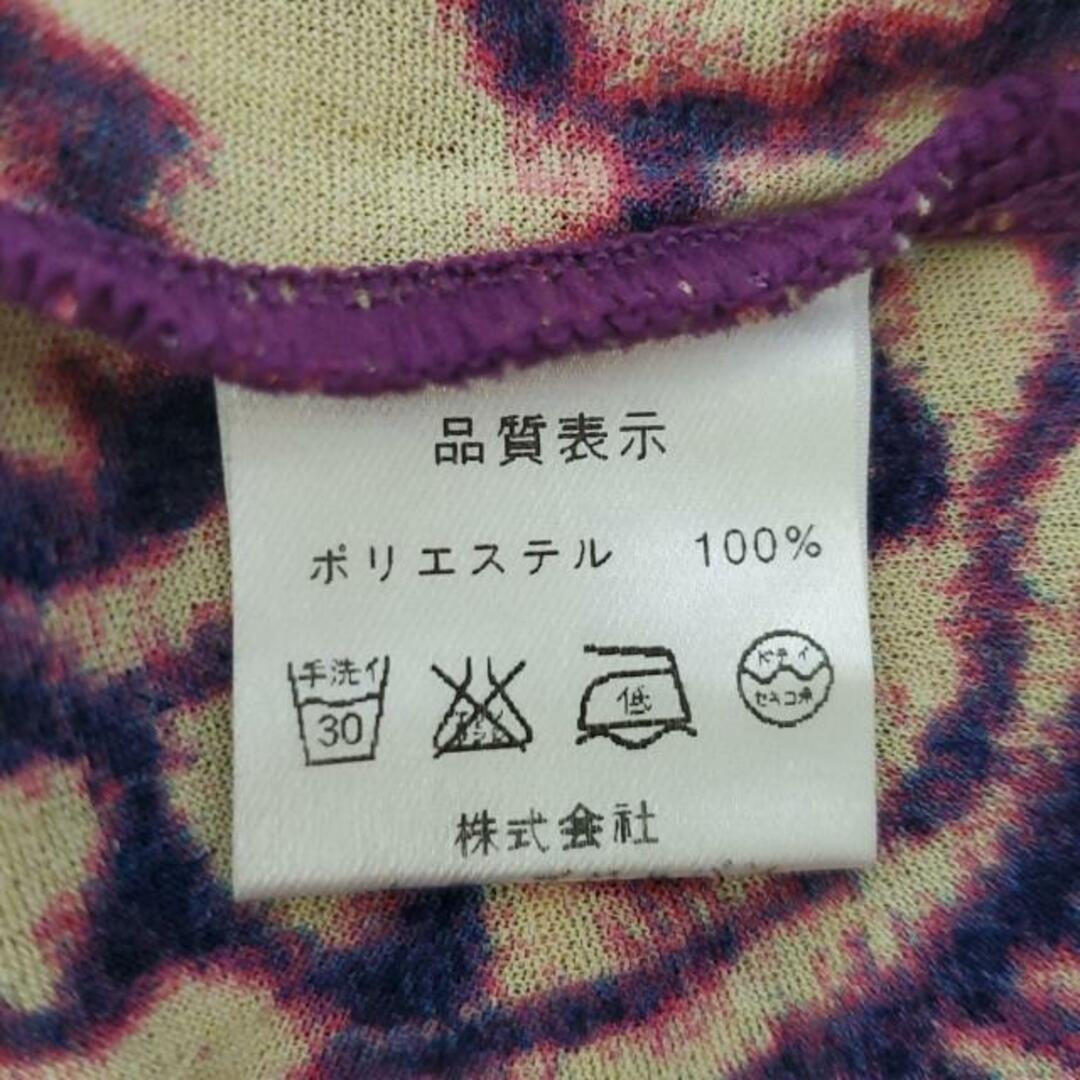 品質表示
ポリエステル 100%
手洗イ
30
低
ドライ
セキユ系
株式会社